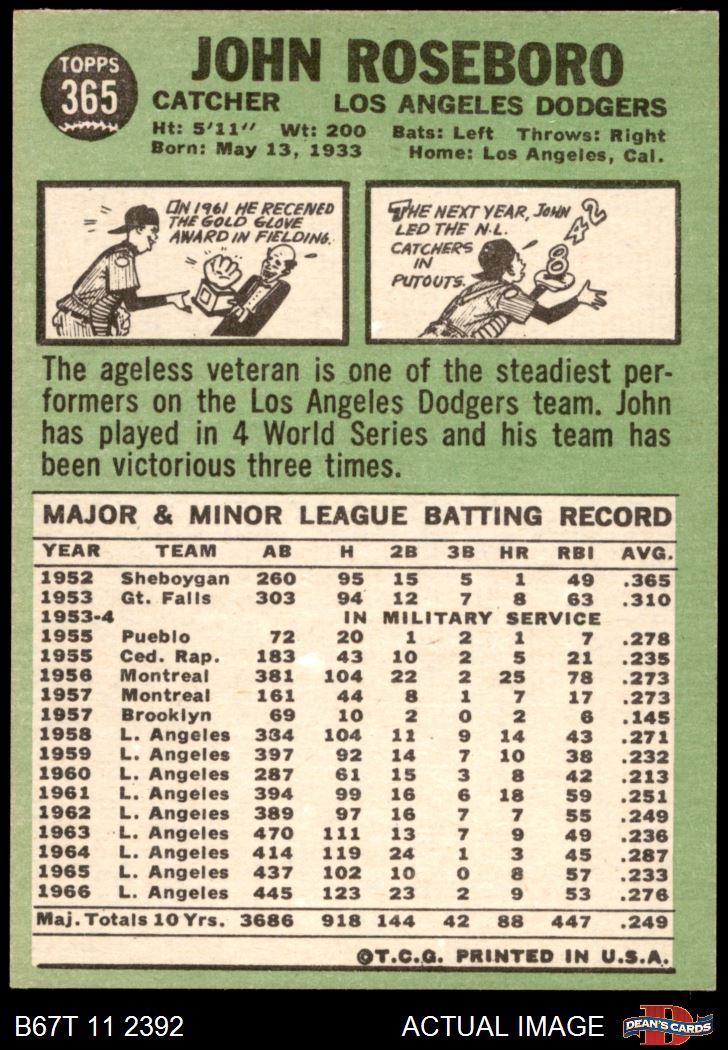 TOPPS
365
JOHN ROSEBORO
CATCHER LOS ANGELES DODGERS
Ht: 5'11" Wt: 200 Bats: Left Throws: Right
Born: May 13, 1933 Home: Los Angeles, Cal.
IN 1961 HE RECEIVED
THE GOLD GLOVE
AWARD IN FIELDING.
THE NEXT YEAR, JOHN
LED THE N.L.
CATCHERS
IN
PUTOUTS.
842
The ageless veteran is one of the steadiest per-
formers on the Los Angeles Dodgers team. John
has played in 4 World Series and his team has
been victorious three times.
MAJOR & MINOR LEAGUE BATTING RECORD
YEAR TEAM AB H 2B 3B HR RBI AVG.
1952 Sheboygan 260 95 15 5 1 49 .365
1953 Gt. Falls 303 94 12 7 8 63 .310
1953-4 IN MILITARY SERVICE
1955 Pueblo 72 20 1 2 1 7 .278
1955 Ced. Rap. 183 43 10 2 5 21 .235
1956 Montreal 381 104 22 2 25 78 .273
1957 Montreal 161 44 8 1 7 17 .273
1957 Brooklyn 69 10 2 0 2 6 .145
1958 L. Angeles 384 104 11 9 14 43 .271
1959 L. Angeles 397 92 14 7 10 38 .232
1960 L. Angeles 287 61 15 3 8 42 .213
1961 L. Angeles 394 99 16 6 18 59 .251
1962 L. Angeles 389 97 16 7 7 55 .249
1963 L. Angeles 470 111 13 7 9 49 .236
1964 L. Angeles 414 119 24 1 3 45 .287
1965 L. Angeles 437 102 10 0 8 57 .233
1966 L. Angeles 445 123 23 2 9 53 .276
Maj. Totals 10 Yrs. 3686 918 144 42 88 447 .249
©T.C.G. PRINTED IN U.S.A.
B67T 11 2392 ACTUAL IMAGE
D
DEAN'S CARDS